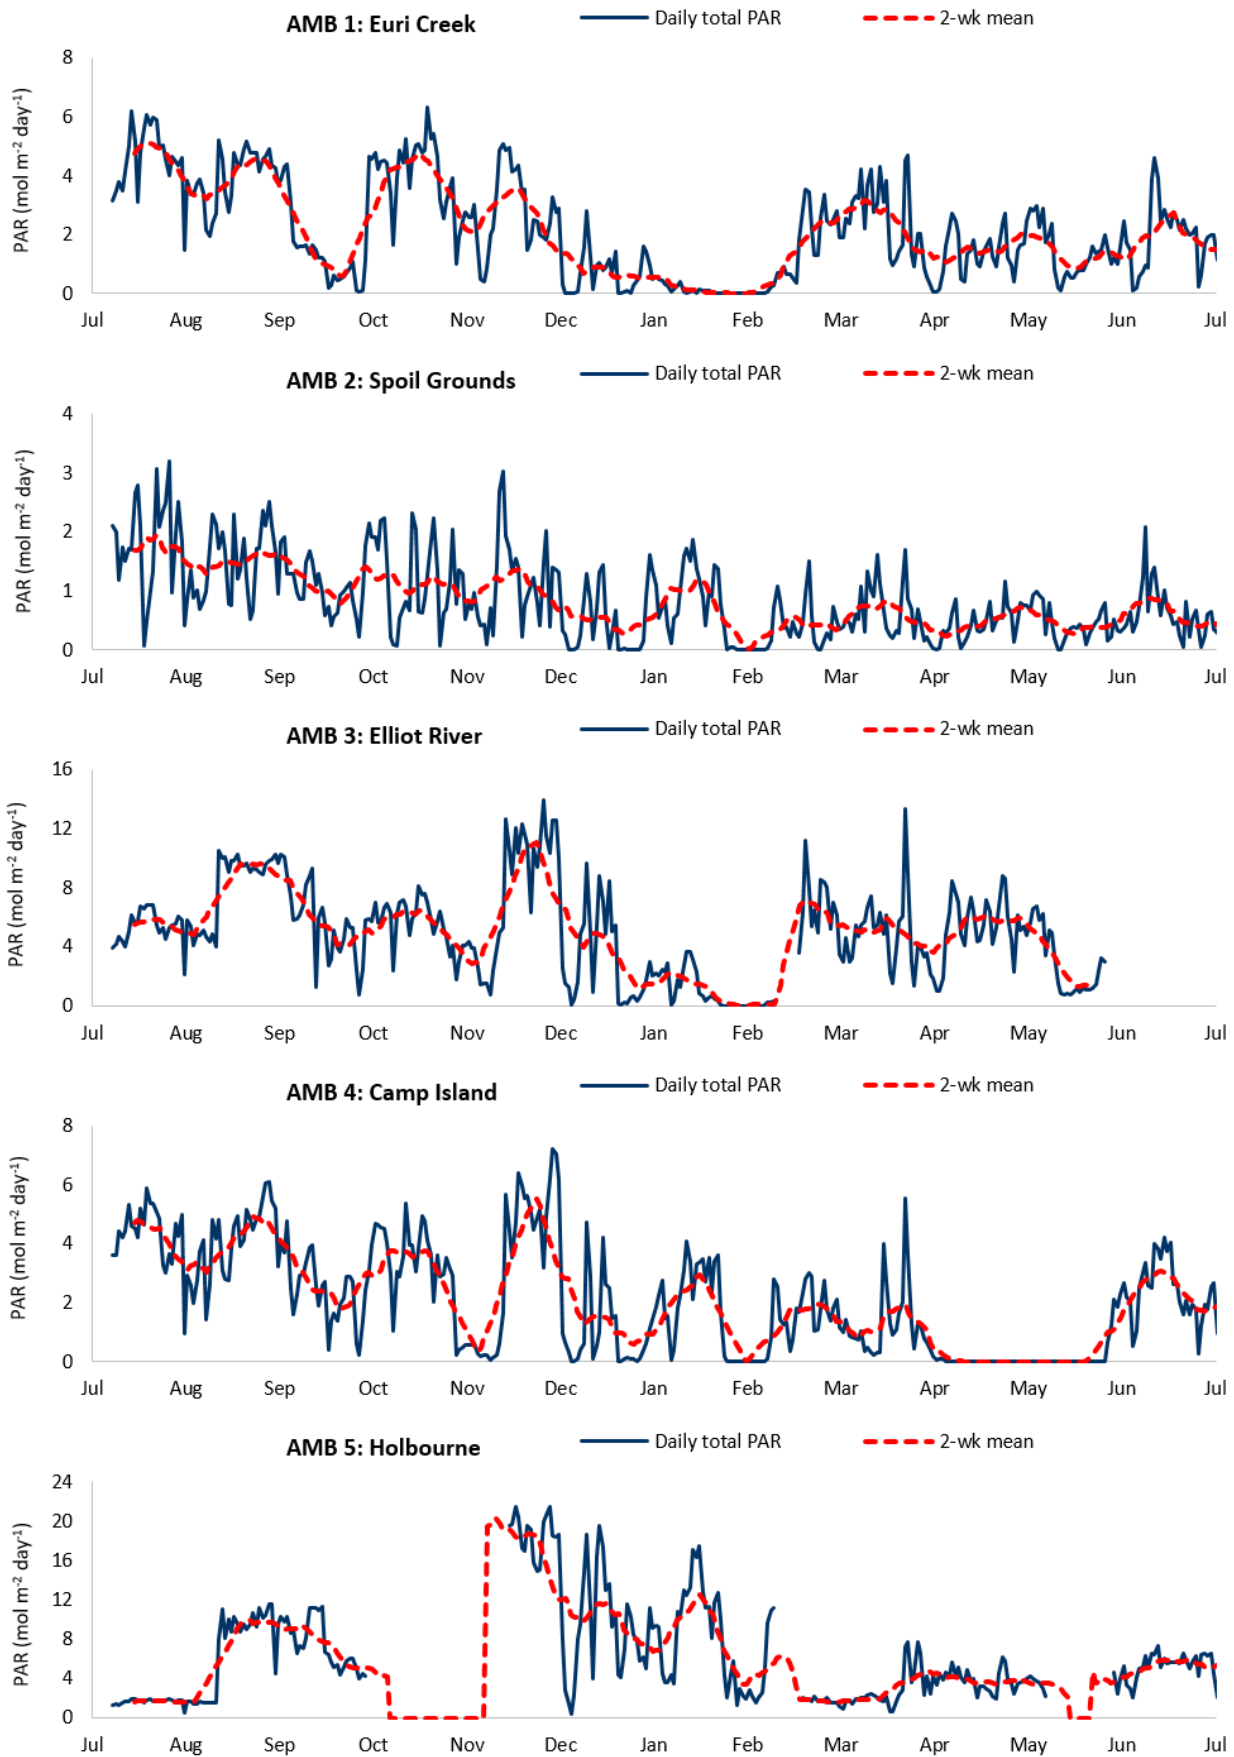 AMB 1: Euri Creek
Daily total PAR
2-wk mean
PAR (mol m⁻² day⁻¹)
8
6
4
2
0
Jul Aug Sep Oct Nov Dec Jan Feb Mar Apr May Jun Jul
AMB 2: Spoil Grounds
Daily total PAR
2-wk mean
PAR (mol m⁻² day⁻¹)
4
3
2
1
0
Jul Aug Sep Oct Nov Dec Jan Feb Mar Apr May Jun Jul
AMB 3: Elliot River
Daily total PAR
2-wk mean
PAR (mol m⁻² day⁻¹)
16
12
8
4
0
Jul Aug Sep Oct Nov Dec Jan Feb Mar Apr May Jun Jul
AMB 4: Camp Island
Daily total PAR
2-wk mean
PAR (mol m⁻² day⁻¹)
8
6
4
2
0
Jul Aug Sep Oct Nov Dec Jan Feb Mar Apr May Jun Jul
AMB 5: Holbourne
Daily total PAR
2-wk mean
PAR (mol m⁻² day⁻¹)
24
20
16
12
8
4
0
Jul Aug Sep Oct Nov Dec Jan Feb Mar Apr May Jun Jul